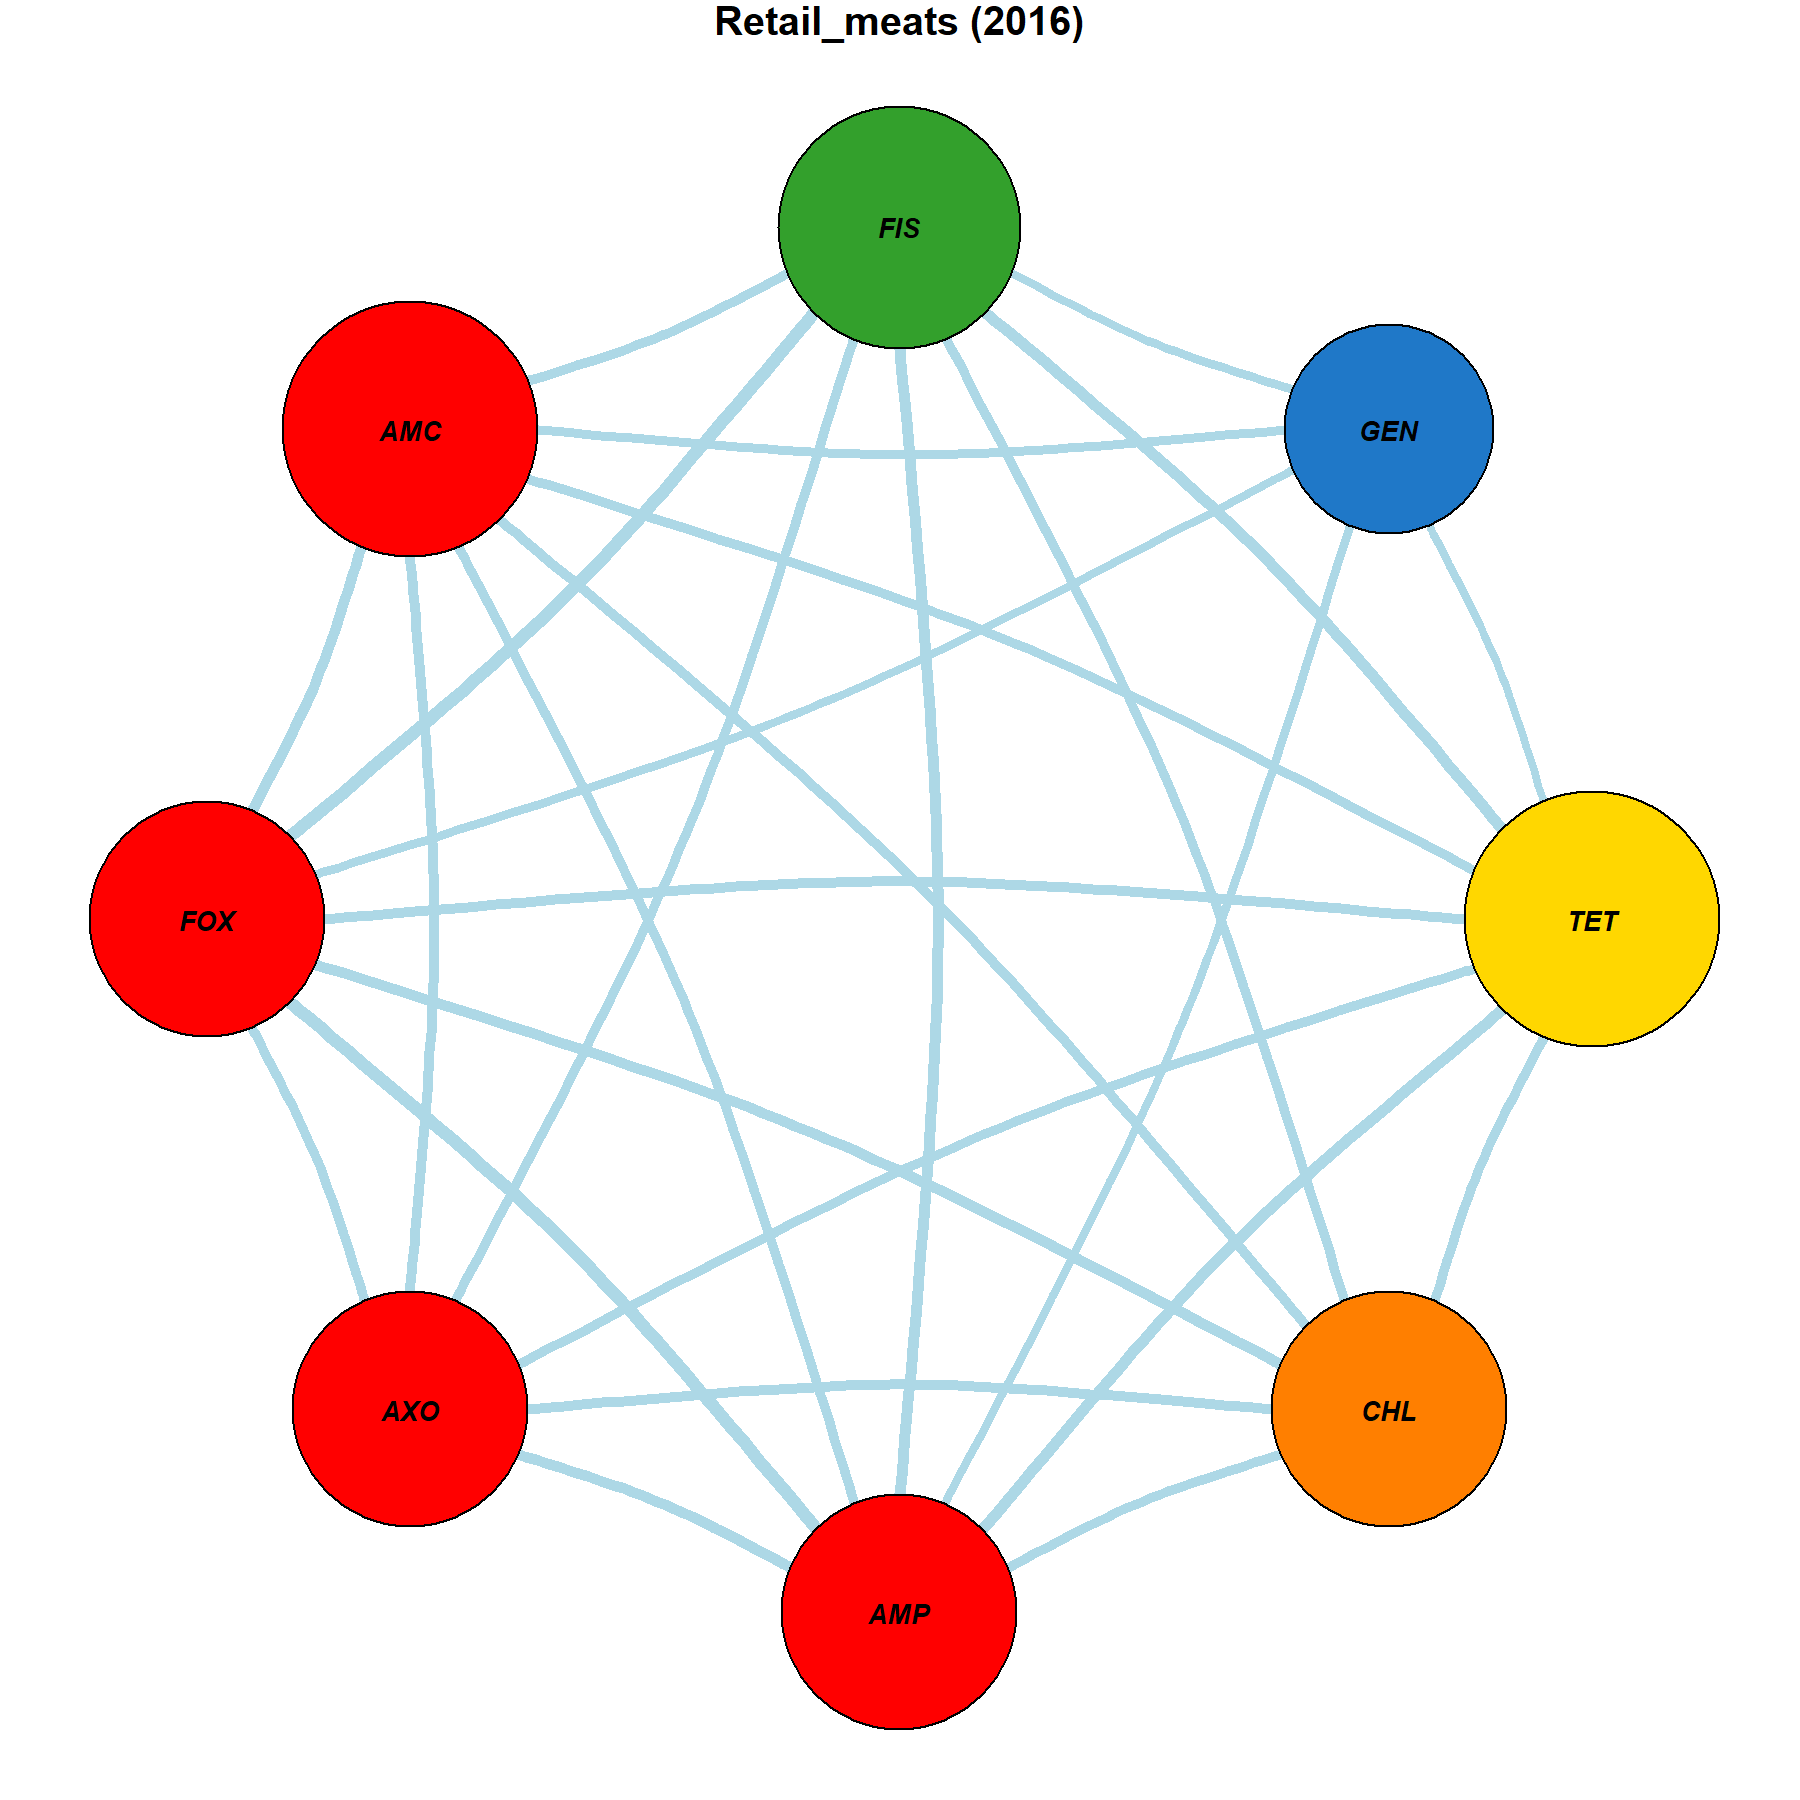 Retail_meats (2016)
FIS
AMC
GEN
FOX
TET
AXO
CHL
AMP